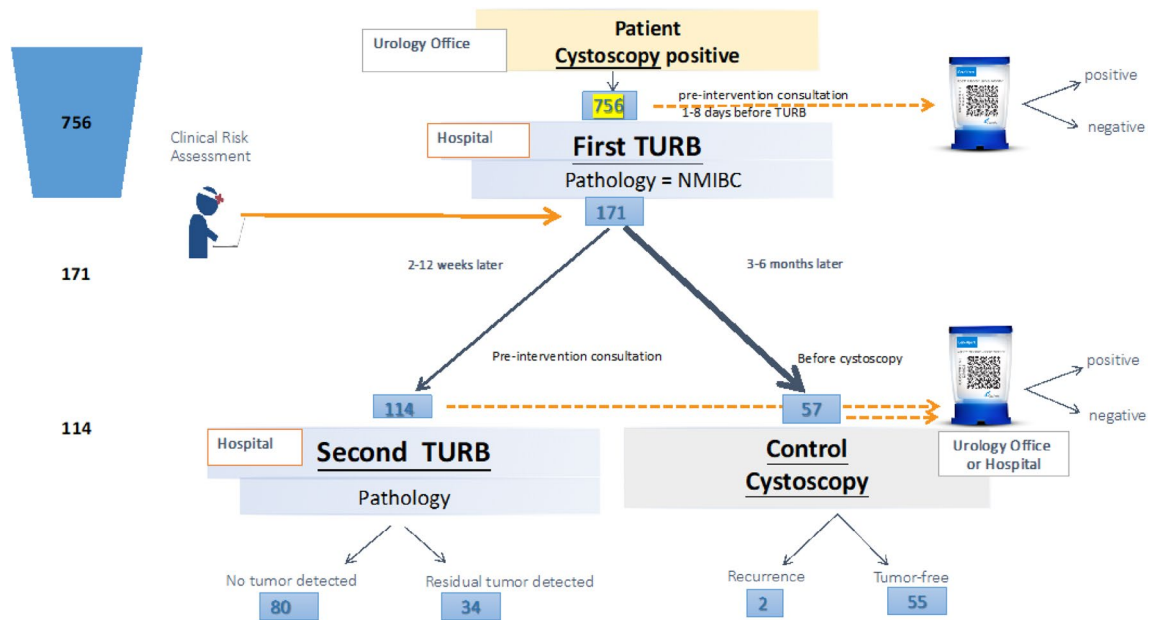 Patient
Cystoscopy positive
Urology Office
756
pre-intervention consultation
1-8 days before TURB
positive
negative
756
Clinical Risk
Assessment
Hospital
First TURB
Pathology = NMIBC
171
171
2-12 weeks later
3-6 months later
Pre-intervention consultation
Before cystoscopy
positive
negative
114
57
114
Hospital
Second TURB
Pathology
Control
Cystoscopy
Urology Office
or Hospital
No tumor detected
80
Residual tumor detected
34
Recurrence
2
Tumor-free
55